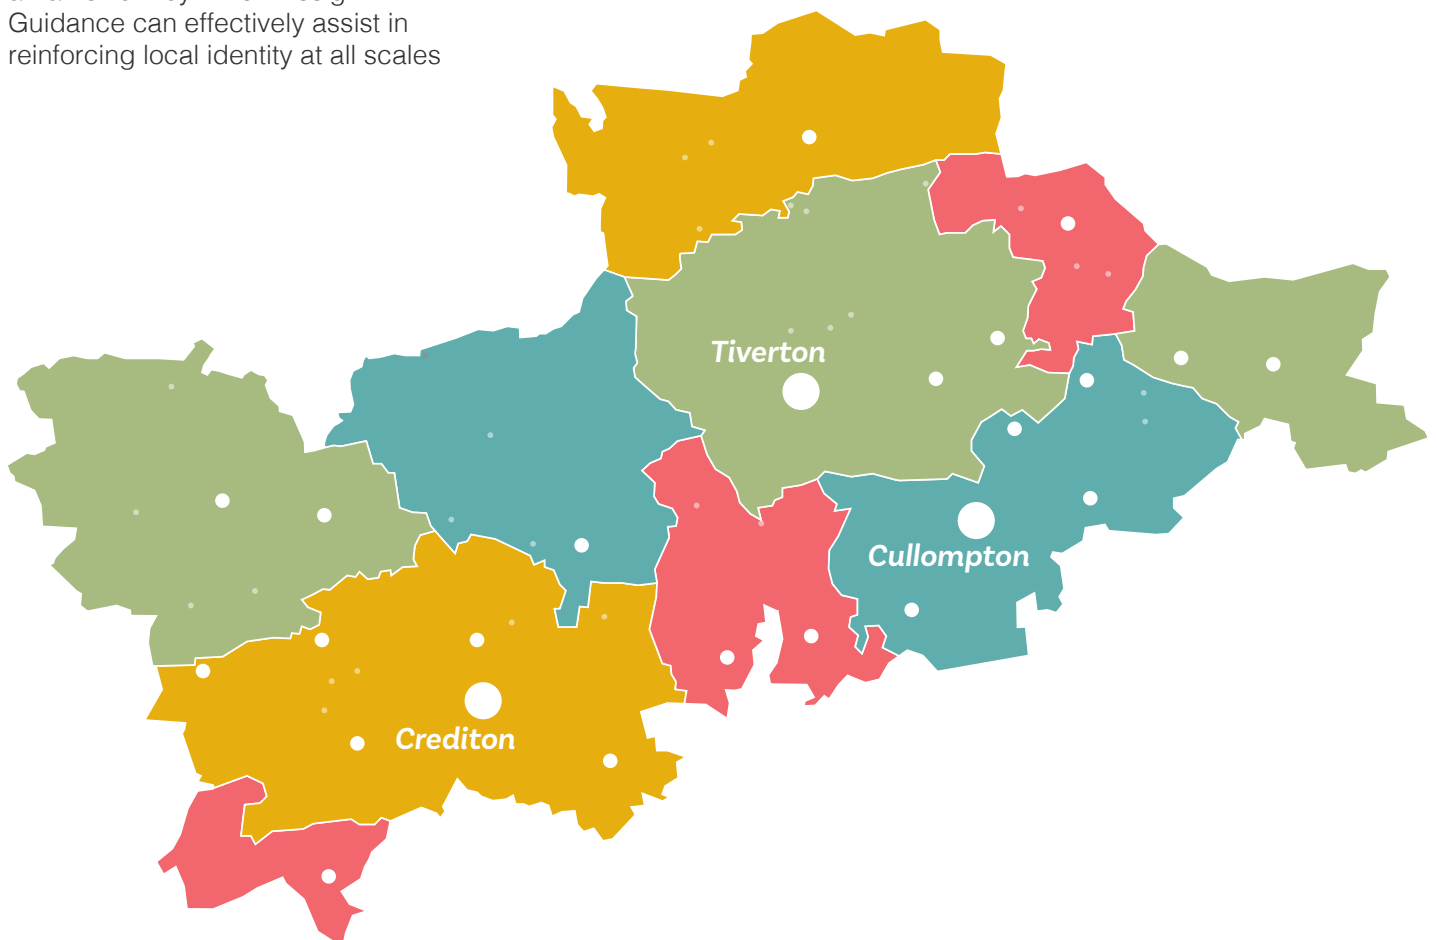 Guidance can effectively assist in
reinforcing local identity at all scales
Tiverton
Cullompton
Crediton